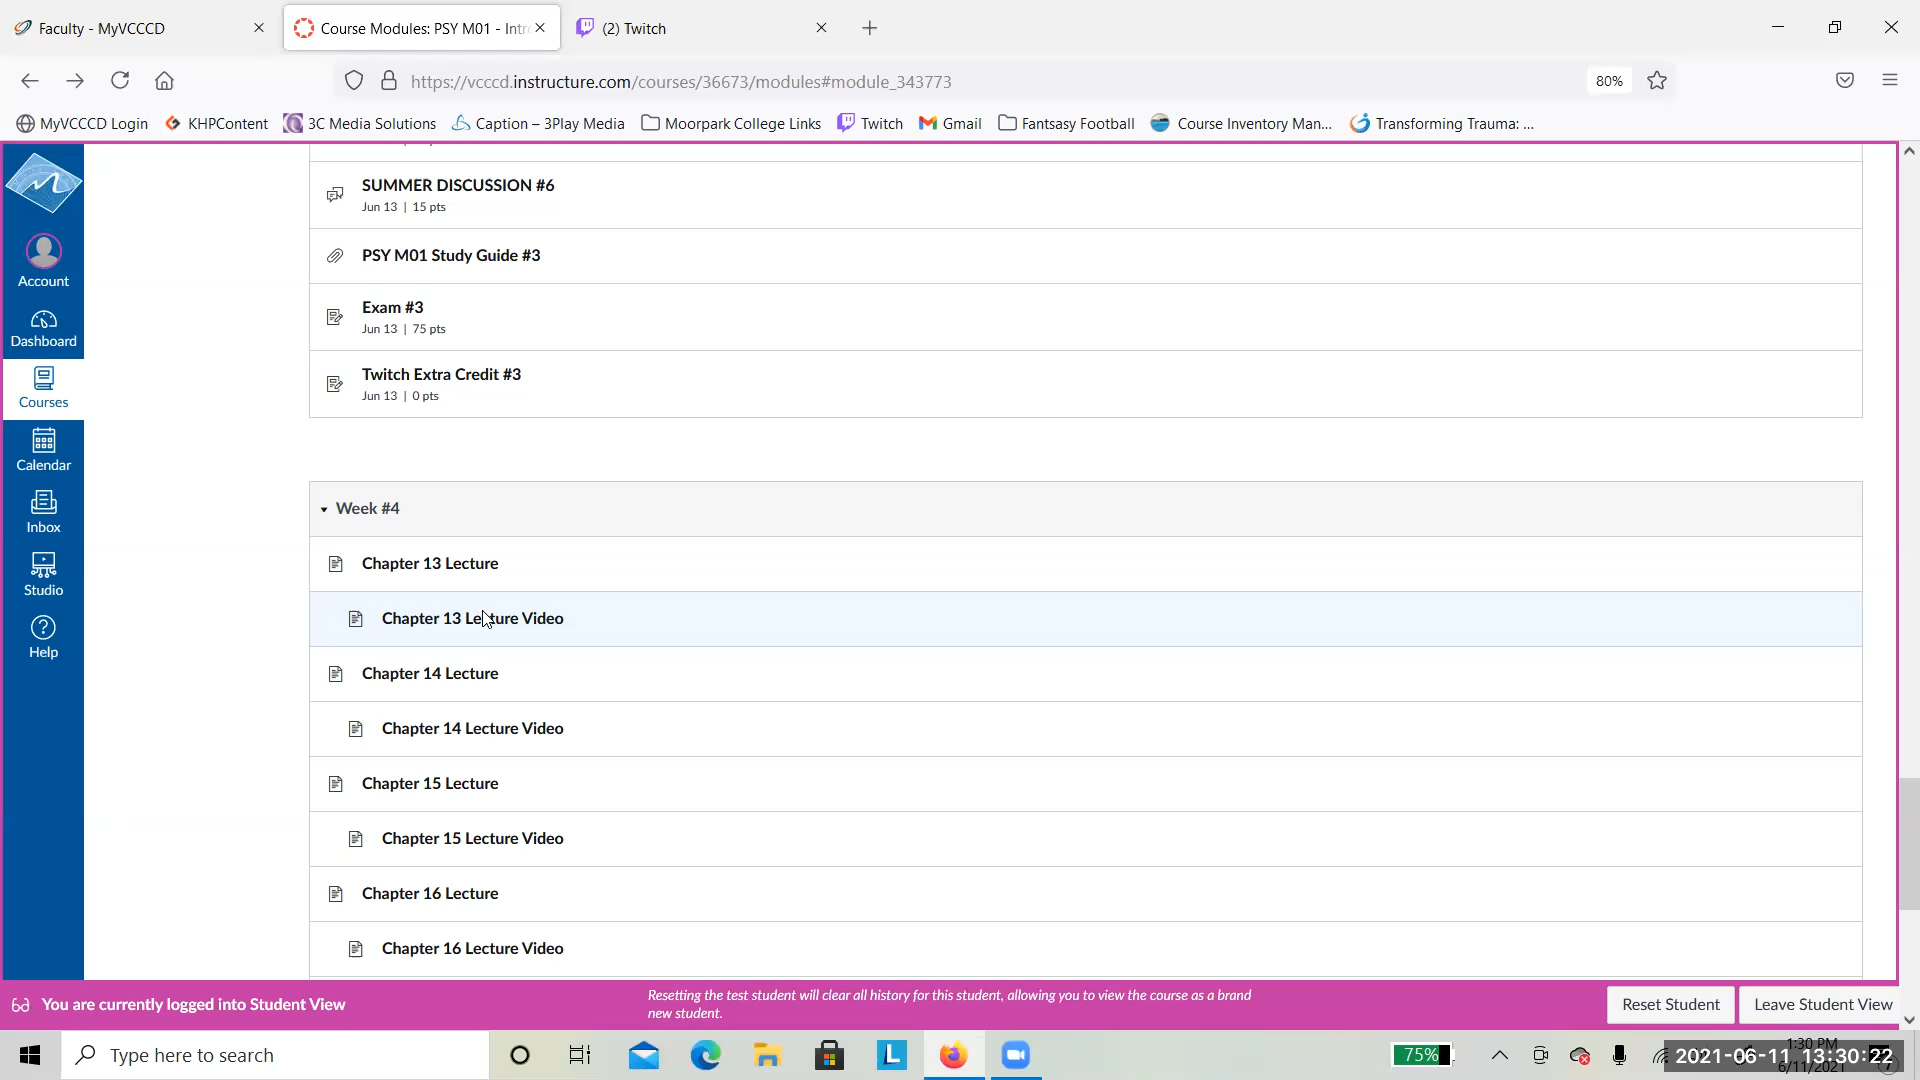 Faculty - MyVCCCD
Course Modules: PSY M01 - Intr
(2) Twitch
https://vcccd.instructure.com/courses/36673/modules#module_343773
80%
MyVCCCD Login
KHPContent
3C Media Solutions
Caption – 3Play Media
Moorpark College Links
Twitch
Gmail
Fantsasy Football
Course Inventory Man...
Transforming Trauma: ...
Account
Dashboard
Courses
Calendar
Inbox
Studio
Help
SUMMER DISCUSSION #6
Jun 13 | 15 pts
PSY M01 Study Guide #3
Exam #3
Jun 13 | 75 pts
Twitch Extra Credit #3
Jun 13 | 0 pts
Week #4
Chapter 13 Lecture
Chapter 13 Lecture Video
Chapter 14 Lecture
Chapter 14 Lecture Video
Chapter 15 Lecture
Chapter 15 Lecture Video
Chapter 16 Lecture
Chapter 16 Lecture Video
You are currently logged into Student View
Resetting the test student will clear all history for this student, allowing you to view the course as a brand
new student.
Reset Student
Leave Student View
Type here to search
75%
1:30 PM
2021-06-11 13:30:22